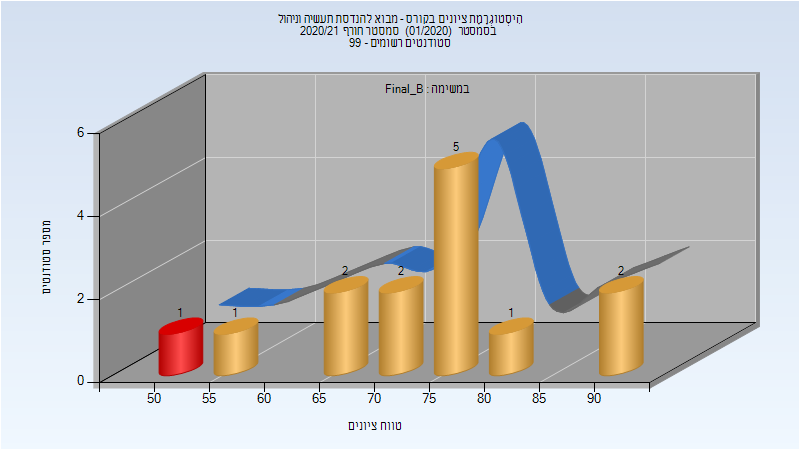 היסטוגרמת ציונים בקורס - מבוא להנדסת תעשיה וניהול
בסמסטר (01/2020) סמסטר חורף 2020/21
סטודנטים רשומים - 99
במשימה : Final_B
מספר סטודנטים
6
4
2
0
1
1
2
2
5
1
2
50 55 60 65 70 75 80 85 90
טווח ציונים